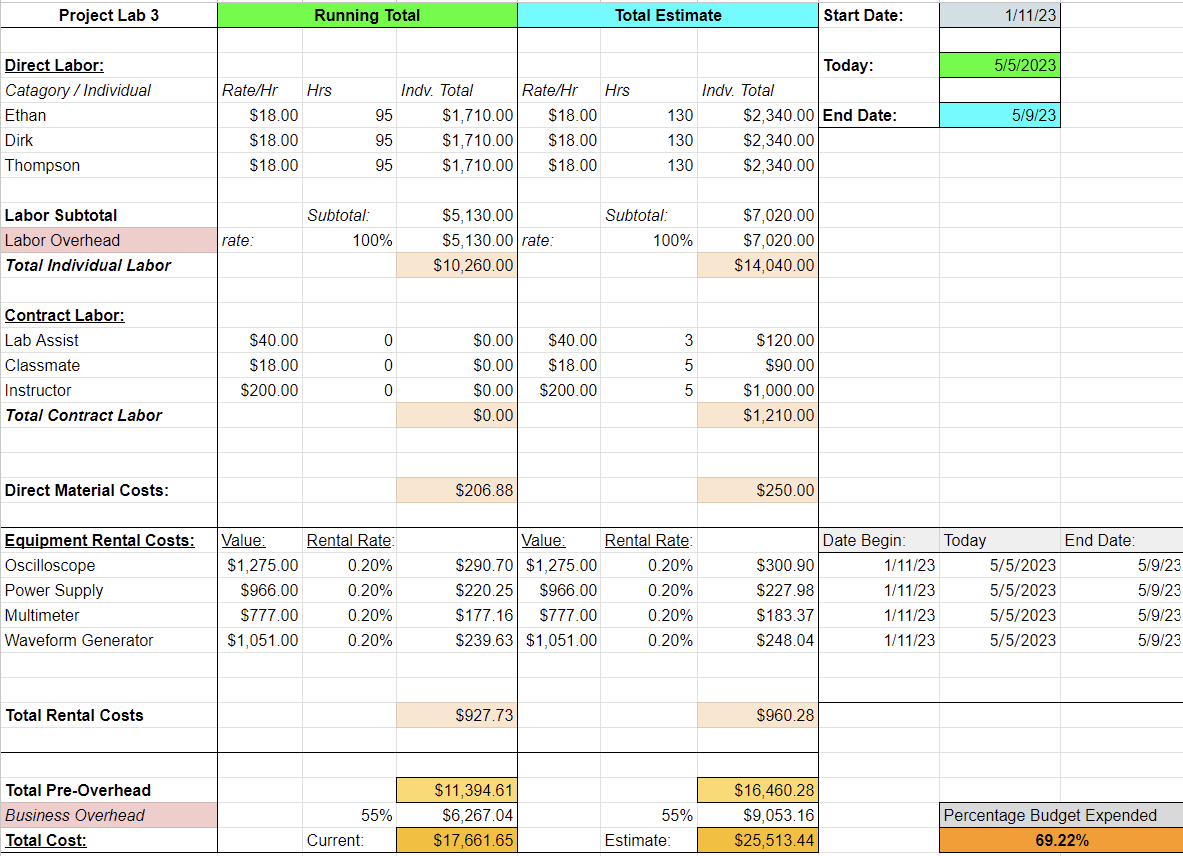 Project Lab 3 Running Total Total Estimate Start Date: 1/11/23
Direct Labor: Today: 5/5/2023
Catagory / Individual Rate/Hr Hrs Indv. Total Rate/Hr Hrs Indv. Total
Ethan $18.00 95 $1,710.00 $18.00 130 $2,340.00 End Date: 5/9/23
Dirk $18.00 95 $1,710.00 $18.00 130 $2,340.00
Thompson $18.00 95 $1,710.00 $18.00 130 $2,340.00
Labor Subtotal Subtotal: $5,130.00 Subtotal: $7,020.00
Labor Overhead rate: 100% $5,130.00 rate: 100% $7,020.00
Total Individual Labor $10,260.00 $14,040.00
Contract Labor:
Lab Assist $40.00 0 $0.00 $40.00 3 $120.00
Classmate $18.00 0 $0.00 $18.00 5 $90.00
Instructor $200.00 0 $0.00 $200.00 5 $1,000.00
Total Contract Labor $0.00 $1,210.00
Direct Material Costs: $206.88 $250.00
Equipment Rental Costs: Value: Rental Rate: Value: Rental Rate: Date Begin: Today End Date:
Oscilloscope $1,275.00 0.20% $290.70 $1,275.00 0.20% $300.90 1/11/23 5/5/2023 5/9/23
Power Supply $966.00 0.20% $220.25 $966.00 0.20% $227.98 1/11/23 5/5/2023 5/9/23
Multimeter $777.00 0.20% $177.16 $777.00 0.20% $183.37 1/11/23 5/5/2023 5/9/23
Waveform Generator $1,051.00 0.20% $239.63 $1,051.00 0.20% $248.04 1/11/23 5/5/2023 5/9/23
Total Rental Costs $927.73 $960.28
Total Pre-Overhead $11,394.61 $16,460.28
Business Overhead 55% $6,267.04 55% $9,053.16 Percentage Budget Expended
Total Cost: Current: $17,661.65 Estimate: $25,513.44 69.22%